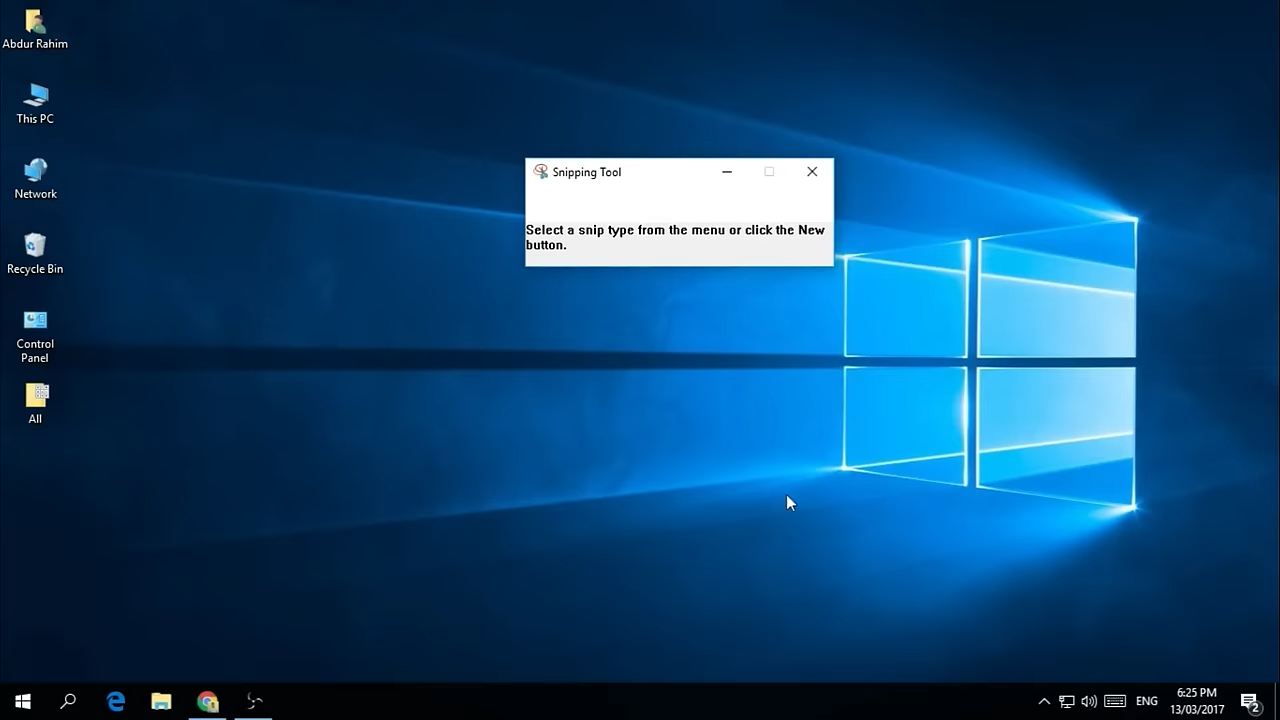 Abdur Rahim
This PC
Network
Recycle Bin
Control
Panel
All
Snipping Tool
Select a snip type from the menu or click the New
button.
ENG
6:25 PM
13/03/2017
2